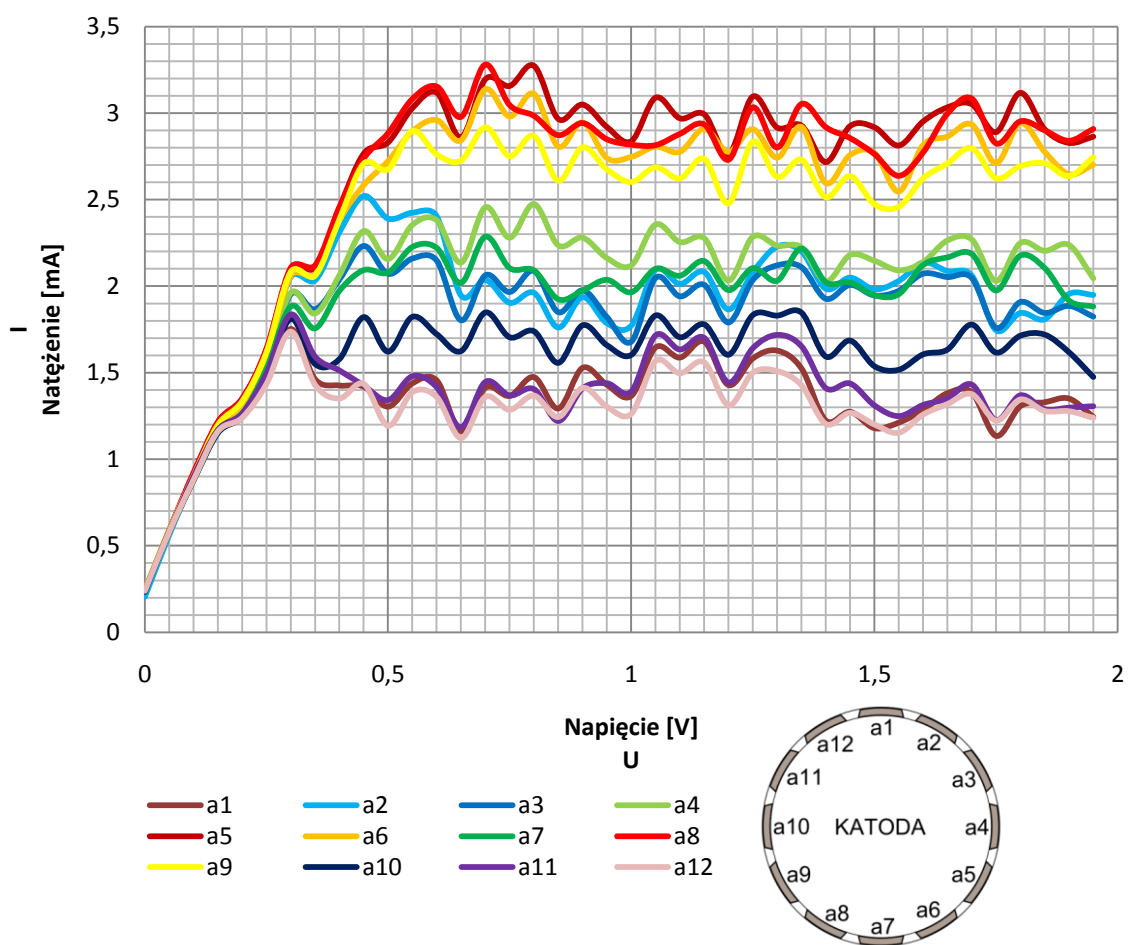 3,5
3
2,5
2
1,5
1
0,5
0
I
Natężenie [mA]
0 0,5 1 1,5 2
Napięcie [V]
U
a1 a2 a3 a4
a5 a6 a7 a8
a9 a10 a11 a12
a1
a12 a2
a11 a3
a10 KATODA a4
a9 a5
a8 a6
a7